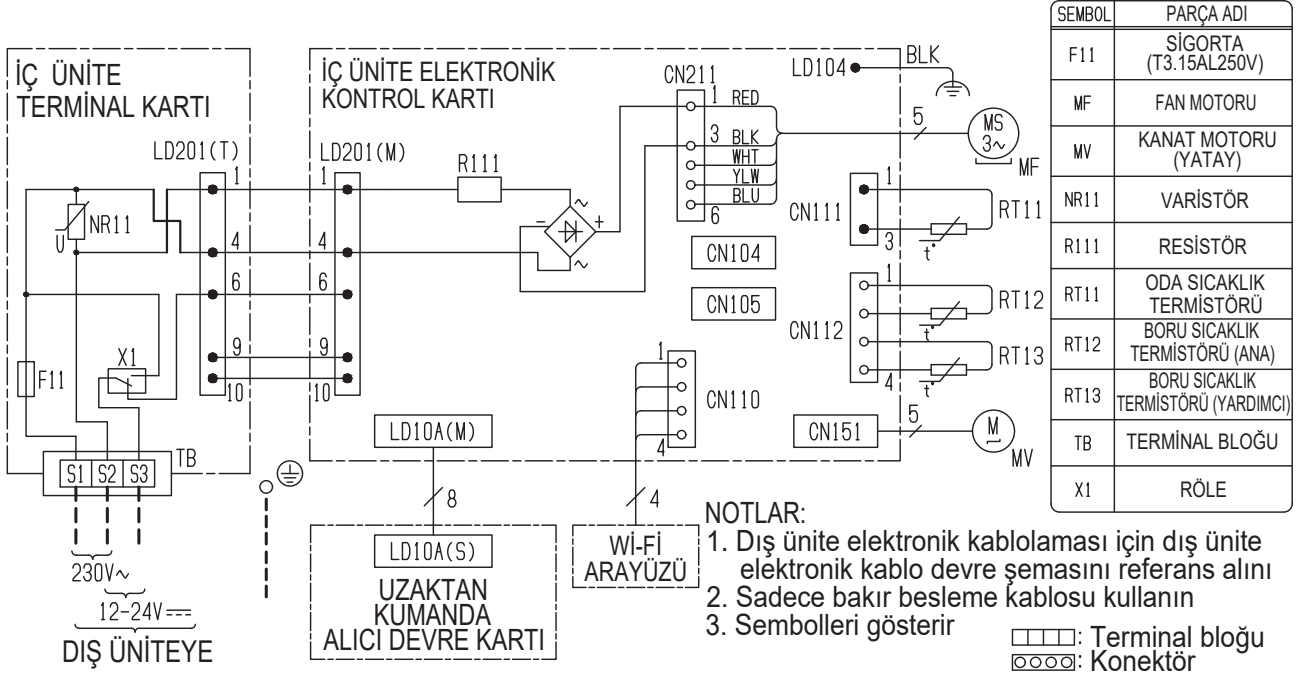 İÇ ÜNİTE
TERMİNAL KARTI
LD201(T)
1
4
6
9
10
NR11
U
X1
F11
S1 S2 S3
TB
230V~
12-24V⎓
DIŞ ÜNİTEYE
İÇ ÜNİTE ELEKTRONİK
KONTROL KARTI
LD201(M)
1
4
6
9
10
R111
~
- +
~
CN211
1
3
6
RED
BLK
WHT
YLW
BLU
LD104
BLK
5
MS
3~
MF
CN104
CN105
CN111
1
3
RT11
t°
CN112
1
4
RT12
t°
RT13
t°
CN110
1
4
CN151
5
M
MV
LD10A(M)
8
LD10A(S)
UZAKTAN
KUMANDA
ALICI DEVRE KARTI
4
Wİ-Fİ
ARAYÜZÜ
SEMBOL PARÇA ADI
F11 SİGORTA
(T3.15AL250V)
MF FAN MOTORU
MV KANAT MOTORU
(YATAY)
NR11 VARİSTÖR
R111 RESİSTÖR
RT11 ODA SICAKLIK
TERMİSTÖRÜ
RT12 BORU SICAKLIK
TERMİSTÖRÜ (ANA)
RT13 BORU SICAKLIK
TERMİSTÖRÜ (YARDIMCI)
TB TERMİNAL BLOĞU
X1 RÖLE
NOTLAR:
1. Dış ünite elektronik kablolaması için dış ünite
elektronik kablo devre şemasını referans alını
2. Sadece bakır besleme kablosu kullanın
3. Sembolleri gösterir
: Terminal bloğu
: Konektör